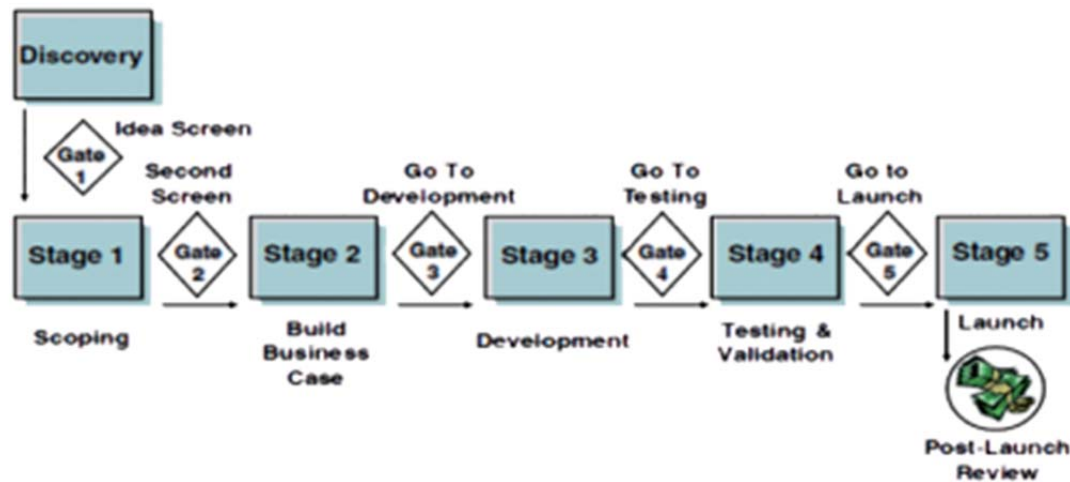 Discovery
Idea Screen
Gate
1
Second
Screen
Go To
Development
Go To
Testing
Go to
Launch
Stage 1
Gate
2
Stage 2
Gate
3
Stage 3
Gate
4
Stage 4
Gate
5
Stage 5
Scoping
Build
Business
Case
Development
Testing &
Validation
Launch
Post-Launch
Review